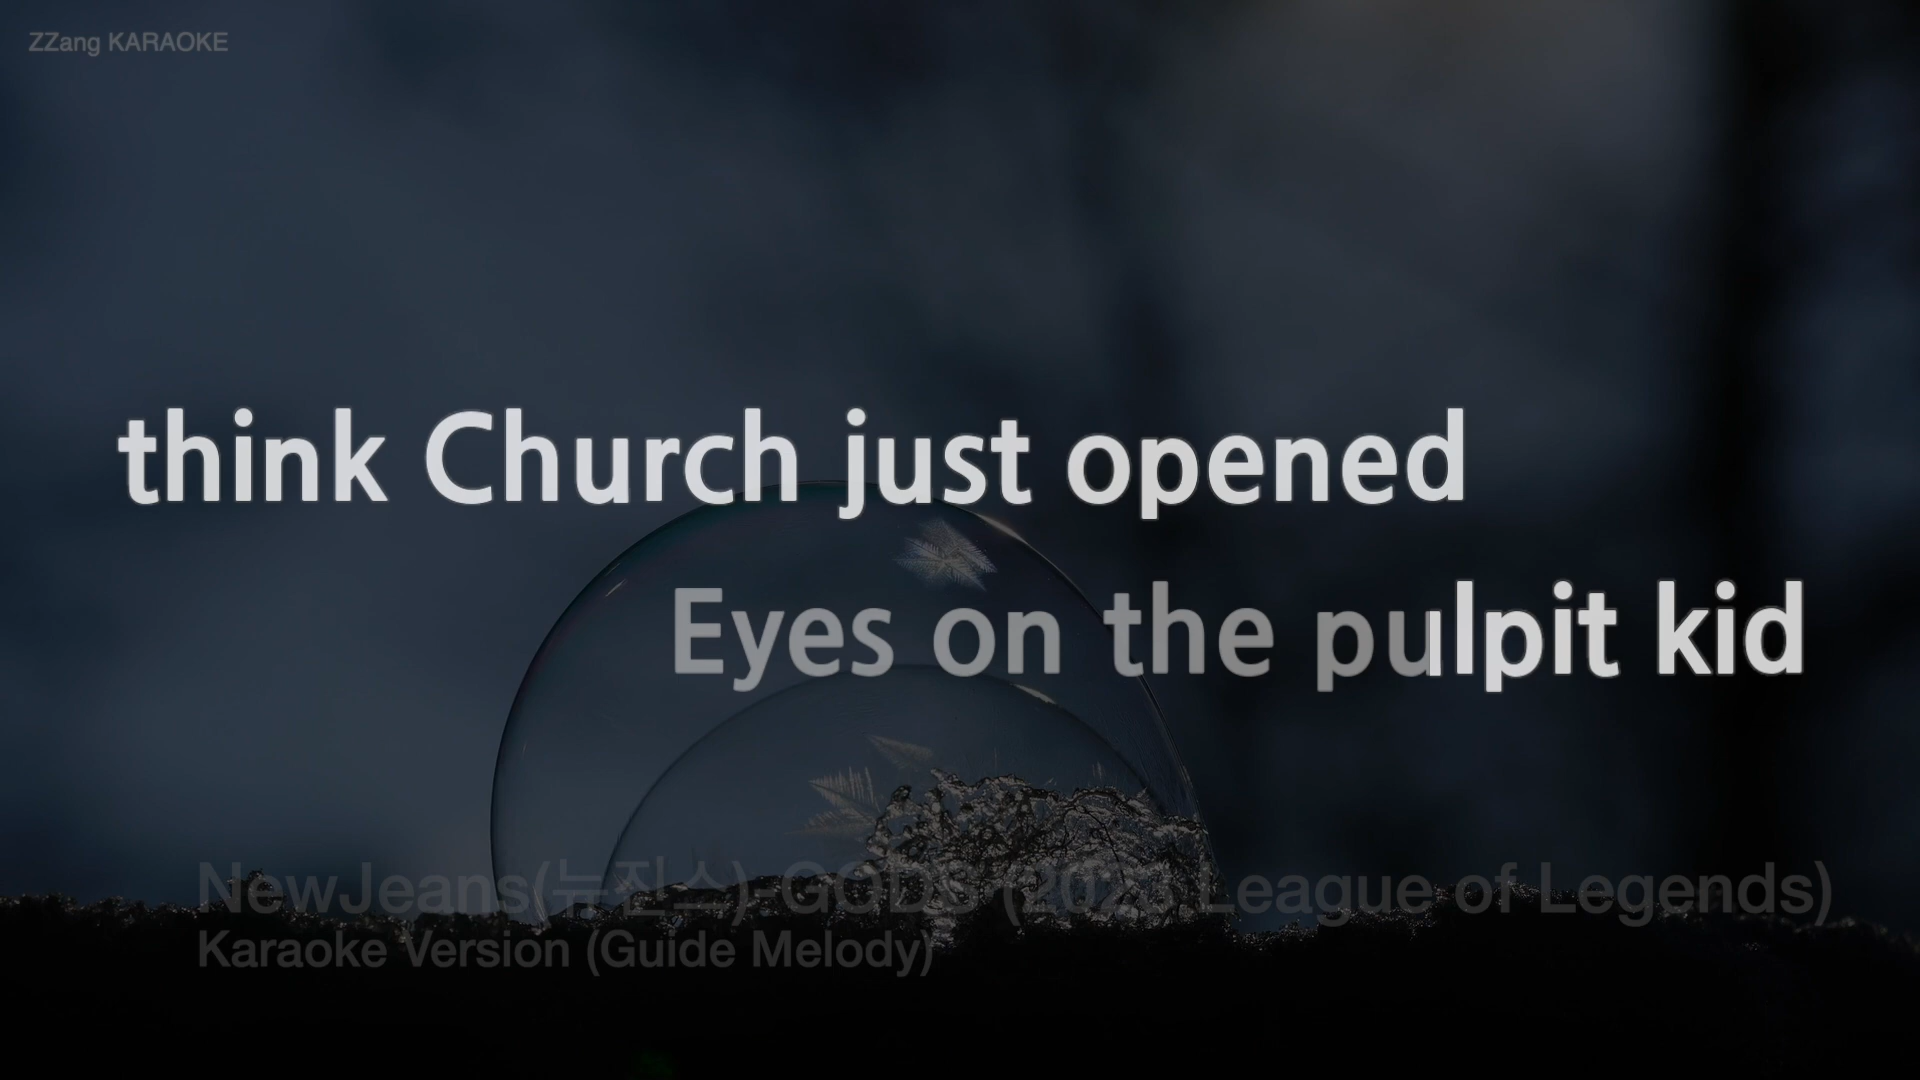 ZZang KARAOKE
think Church just opened
Eyes on the pulpit kid
NewJeans(뉴진스)-GODS (2023 League of Legends)
Karaoke Version (Guide Melody)